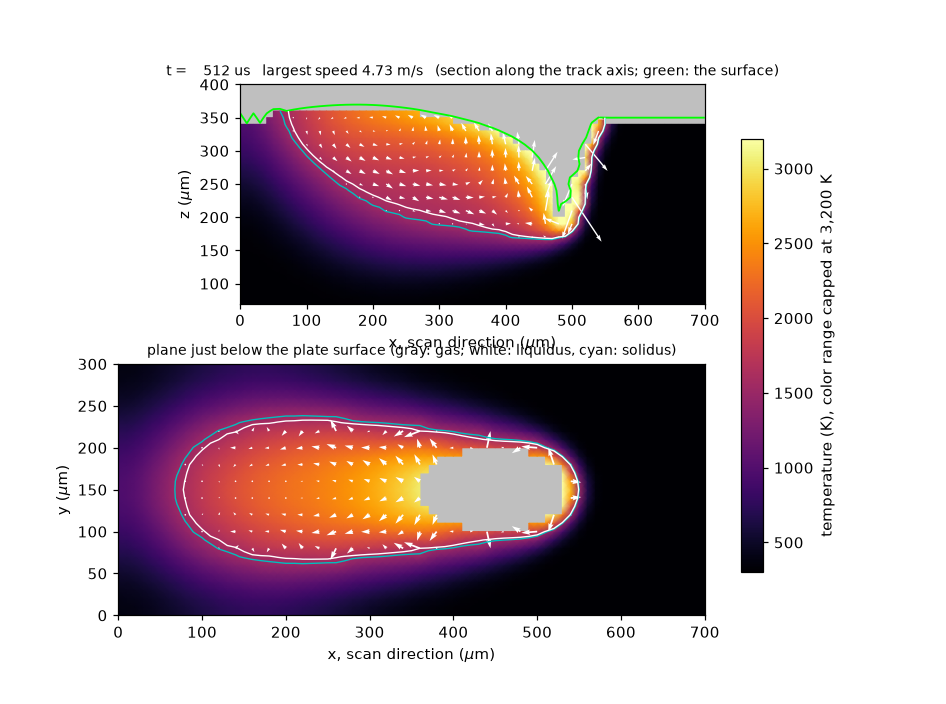 t =    512 us   largest speed 4.73 m/s   (section along the track axis; green: the surface)
400
350
300
250
200
150
100
z (μm)
0 100 200 300 400 500 600 700
x, scan direction (μm)
plane just below the plate surface (gray: gas; white: liquidus, cyan: solidus)
300
250
200
150
100
50
0
y (μm)
0 100 200 300 400 500 600 700
x, scan direction (μm)
3000
2500
2000
1500
1000
500
temperature (K), color range capped at 3,200 K